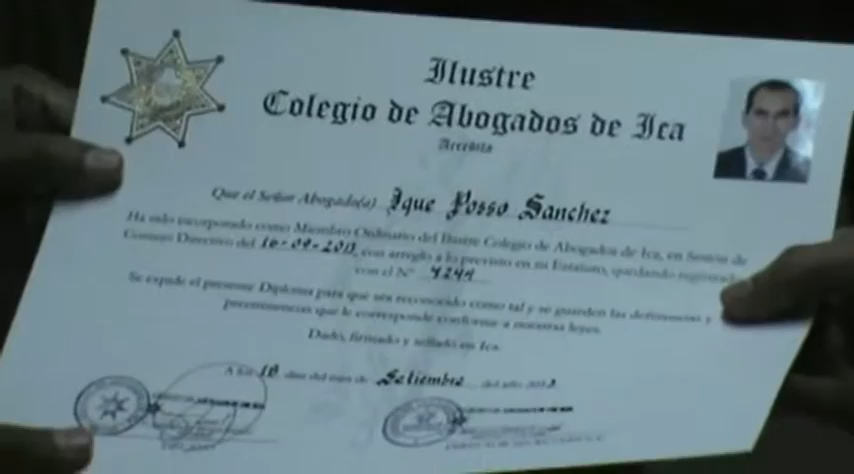 Ilustre
Colegio de Abogados de Ica
Acredita
Que el Señor Abogado(a) Ique Posso Sanchez
Ha sido incorporado como Miembro Ordinario del Ilustre Colegio de Abogados de Ica, en Sesión de
Consejo Directivo del 16-09-2013, con arreglo a lo previsto en su Estatuto, quedando registrado
con el N° 4244
Se expide el presente Diploma para que sea reconocido como tal y se guarden las deferencias y
preeminencias que le corresponde conforme a nuestras leyes.
Dado, firmado y sellado en Ica
A los 18 días del mes de Setiembre del año 2013